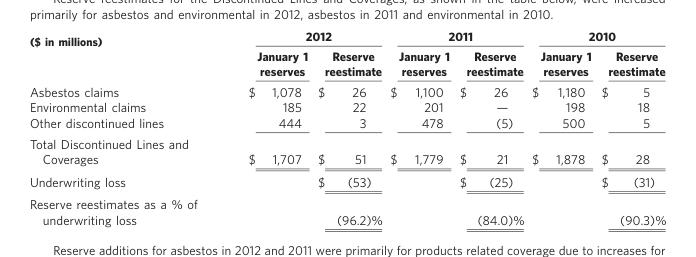 Reserve reestimates for the Discontinued Lines and Coverages, as shown in the table below, were increased
primarily for asbestos and environmental in 2012, asbestos in 2011 and environmental in 2010.
($ in millions) 2012 2011 2010
January 1 Reserve January 1 Reserve January 1 Reserve
reserves reestimate reserves reestimate reserves reestimate
Asbestos claims $ 1,078 $ 26 $ 1,100 $ 26 $ 1,180 $ 5
Environmental claims 185 22 201 — 198 18
Other discontinued lines 444 3 478 (5) 500 5
Total Discontinued Lines and
Coverages $ 1,707 $ 51 $ 1,779 $ 21 $ 1,878 $ 28
Underwriting loss $ (53) $ (25) $ (31)
Reserve reestimates as a % of
underwriting loss (96.2)% (84.0)% (90.3)%
Reserve additions for asbestos in 2012 and 2011 were primarily for products related coverage due to increases for